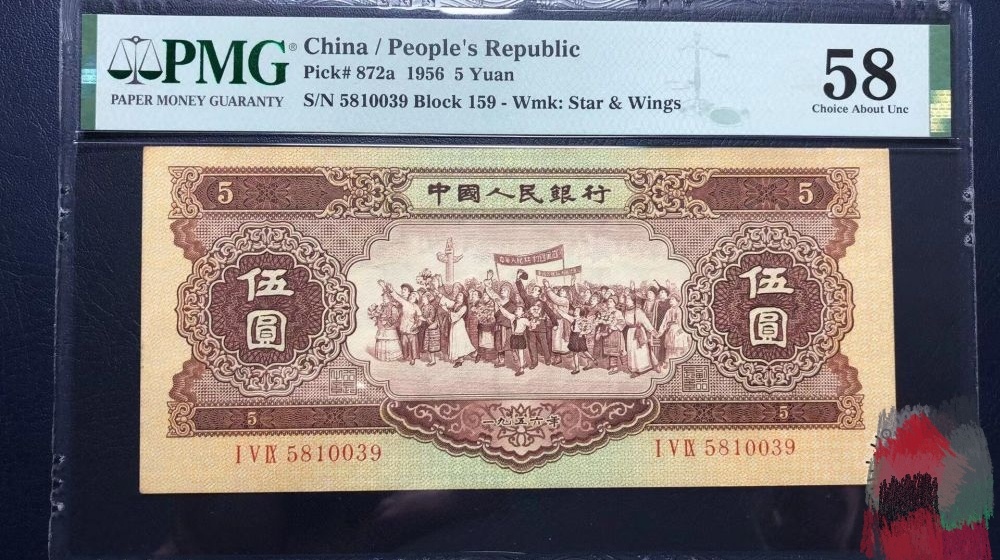 PMG®
PAPER MONEY GUARANTY
China / People's Republic
Pick# 872a 1956 5 Yuan
S/N 5810039 Block 159 - Wmk: Star & Wings
58
Choice About Unc
5 中國人民銀行 5
伍圓
伍圓
5 一九五六年 5
I V IX 5810039
I V IX 5810039